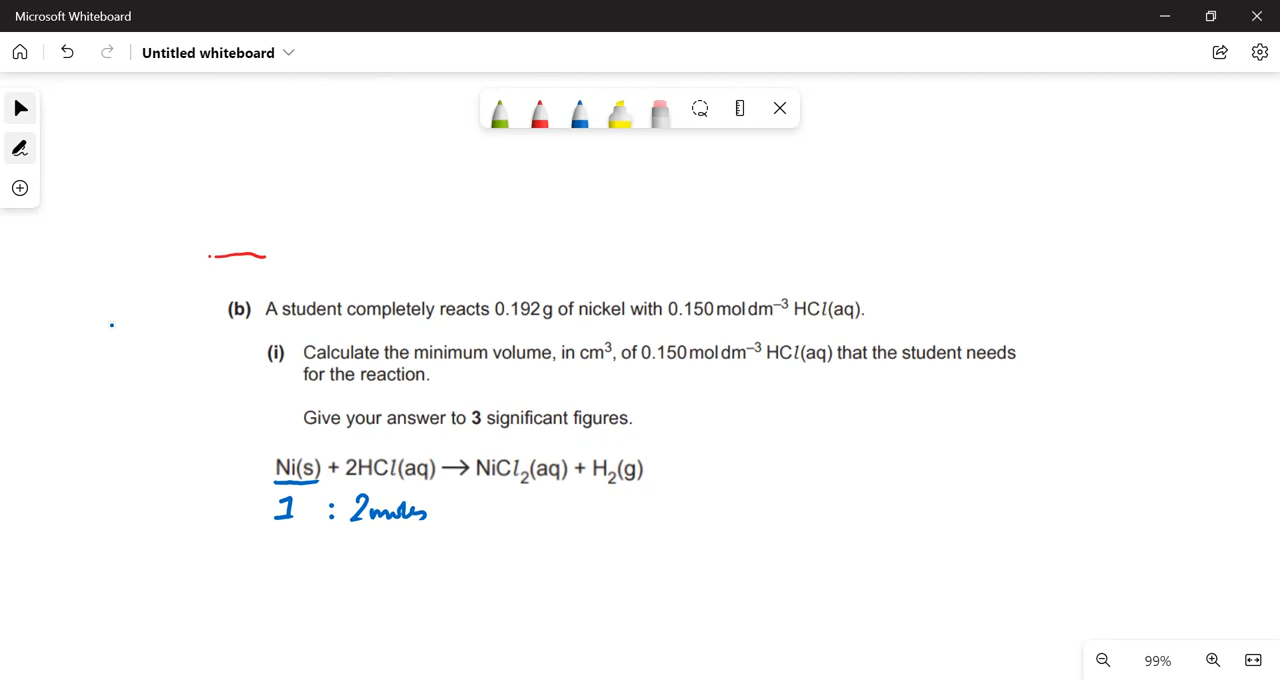 Microsoft Whiteboard
Untitled whiteboard
(b) A student completely reacts 0.192 g of nickel with 0.150 mol dm⁻³ HCl(aq).
(i) Calculate the minimum volume, in cm³, of 0.150 mol dm⁻³ HCl(aq) that the student needs
for the reaction.
Give your answer to 3 significant figures.
Ni(s) + 2HCl(aq) → NiCl₂(aq) + H₂(g)
1 : 2 moles
99%